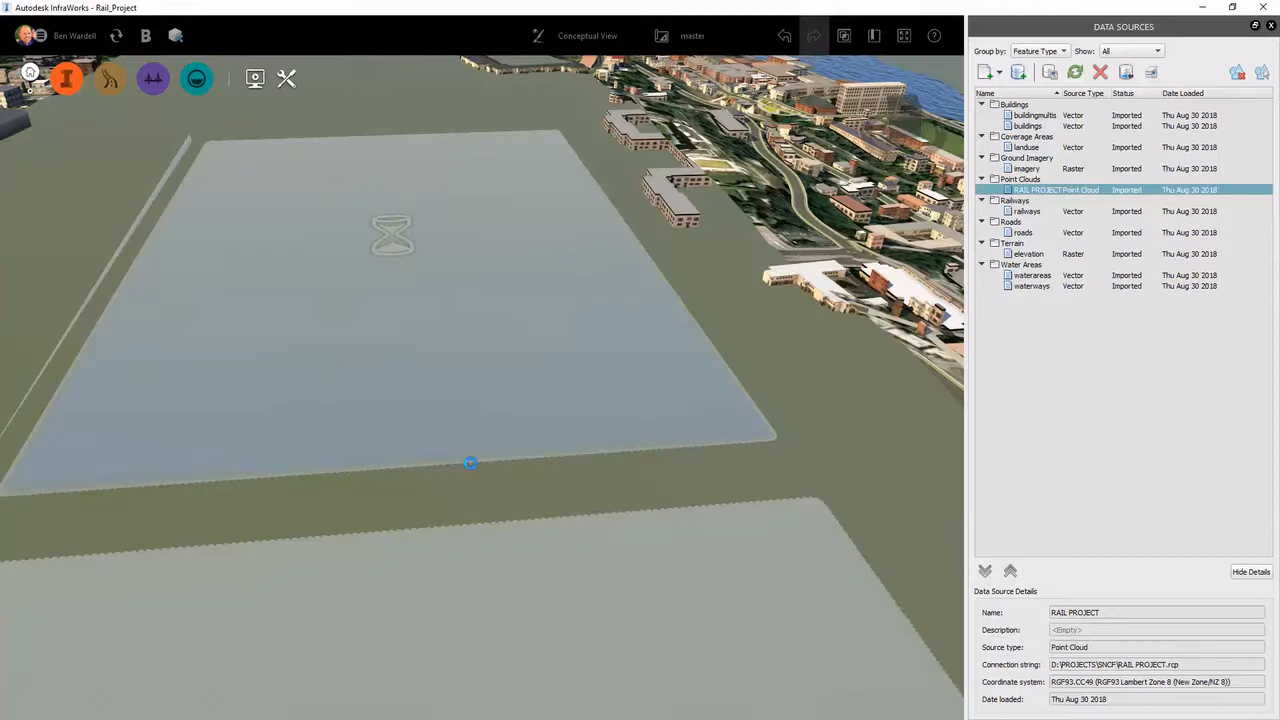 Autodesk InfraWorks - Rail_Project
Ben Wardell
B
Conceptual View
master
DATA SOURCES
Group by: Feature Type Show: All
Name Source Type Status Date Loaded
Buildings
buildingmultis Vector Imported Thu Aug 30 2018
buildings Vector Imported Thu Aug 30 2018
Coverage Areas
landuse Vector Imported Thu Aug 30 2018
Ground Imagery
imagery Raster Imported Thu Aug 30 2018
Point Clouds
RAIL PROJECT Point Cloud Imported Thu Aug 30 2018
Railways
railways Vector Imported Thu Aug 30 2018
Roads
roads Vector Imported Thu Aug 30 2018
Terrain
elevation Raster Imported Thu Aug 30 2018
Water Areas
waterareas Vector Imported Thu Aug 30 2018
waterways Vector Imported Thu Aug 30 2018
Hide Details
Data Source Details
Name: RAIL PROJECT
Description: <Empty>
Source type: Point Cloud
Connection string: D:\PROJECTS\SNCF\RAIL PROJECT.rcp
Coordinate system: RGF93.CC49 (RGF93 Lambert Zone 8 (New Zone/NZ 8))
Date loaded: Thu Aug 30 2018